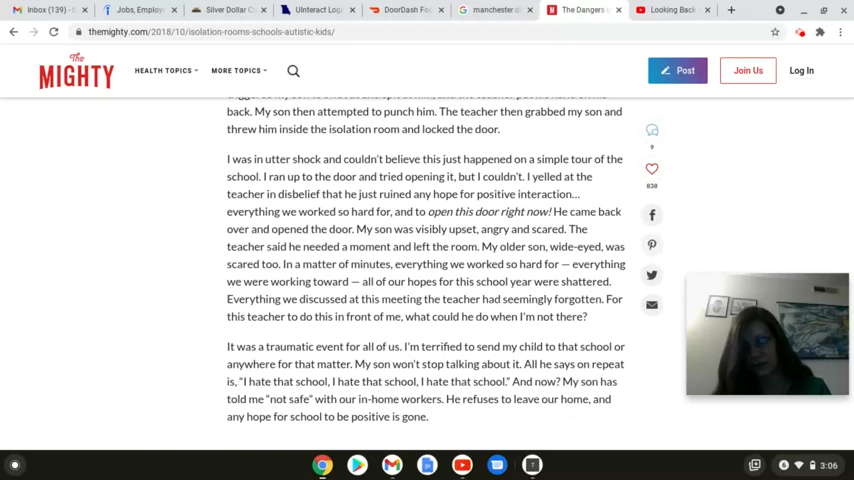 Inbox (139) -
Jobs, Employ
Silver Dollar C
UInteract Log
DoorDash Foo
manchester d
The Dangers
Looking Back
themighty.com/2018/10/isolation-rooms-schools-autistic-kids/
The
MIGHTY
HEALTH TOPICS
MORE TOPICS
Post
Join Us
Log In
back. My son then attempted to punch him. The teacher then grabbed my son and
threw him inside the isolation room and locked the door.
I was in utter shock and couldn't believe this just happened on a simple tour of the
school. I ran up to the door and tried opening it, but I couldn't. I yelled at the
teacher in disbelief that he just ruined any hope for positive interaction…
everything we worked so hard for, and to open this door right now! He came back
over and opened the door. My son was visibly upset, angry and scared. The
teacher said he needed a moment and left the room. My older son, wide-eyed, was
scared too. In a matter of minutes, everything we worked so hard for — everything
we were working toward — all of our hopes for this school year were shattered.
Everything we discussed at this meeting the teacher had seemingly forgotten. For
this teacher to do this in front of me, what could he do when I'm not there?
It was a traumatic event for all of us. I'm terrified to send my child to that school or
anywhere for that matter. My son won't stop talking about it. All he says on repeat
is, "I hate that school, I hate that school, I hate that school." And now? My son has
told me "not safe" with our in-home workers. He refuses to leave our home, and
any hope for school to be positive is gone.
9
838
3:06